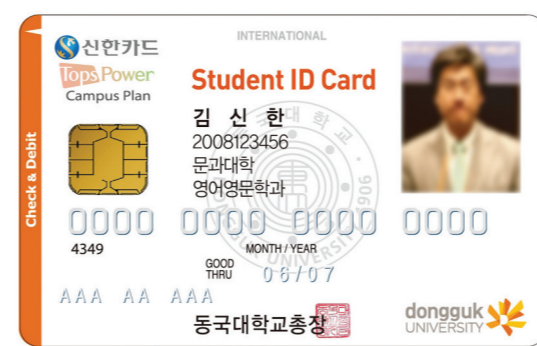 Check & Debit
신한카드
INTERNATIONAL
Tops Power
Campus Plan
Student ID Card
김 신 한
2008123456
문과대학
영어영문학과
0000 0000 0000 0000
4349
MONTH / YEAR
GOOD THRU 06/07
AAA AA AAA
동국대학교총장
dongguk
UNIVERSITY